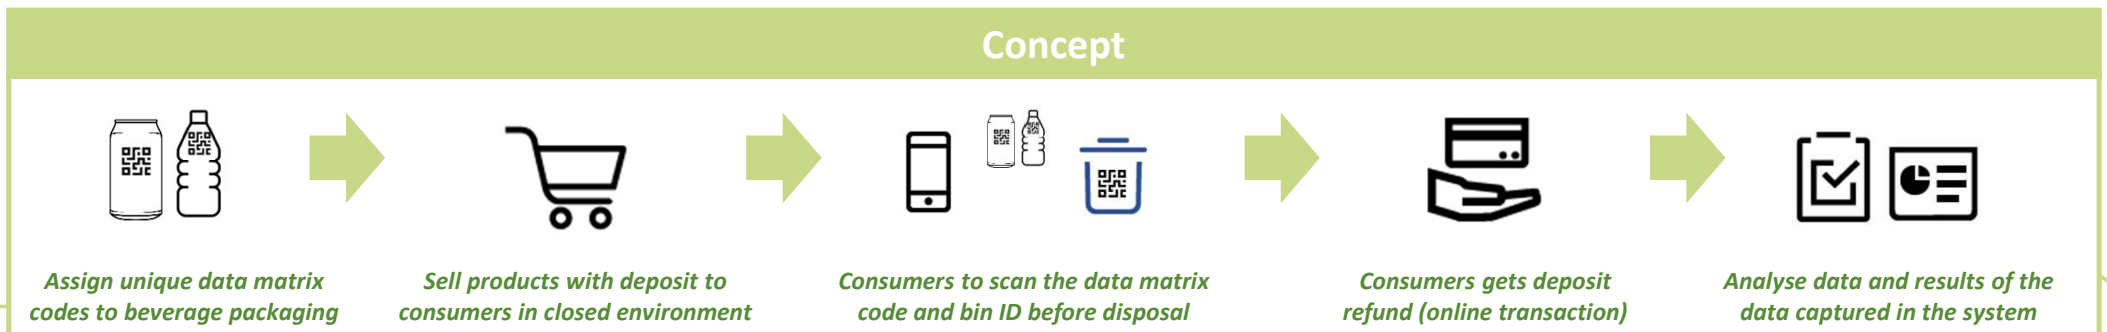 Concept
Assign unique data matrix
codes to beverage packaging
Sell products with deposit to
consumers in closed environment
Consumers to scan the data matrix
code and bin ID before disposal
Consumers gets deposit
refund (online transaction)
Analyse data and results of the
data captured in the system